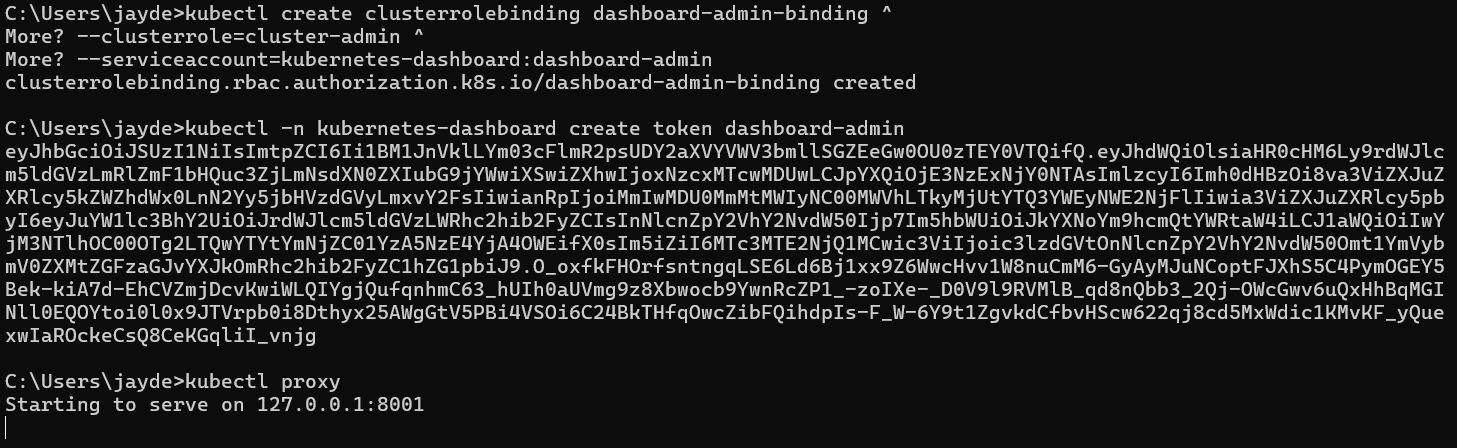 C:\Users\jayde>kubectl create clusterrolebinding dashboard-admin-binding ^
More? --clusterrole=cluster-admin ^
More? --serviceaccount=kubernetes-dashboard:dashboard-admin
clusterrolebinding.rbac.authorization.k8s.io/dashboard-admin-binding created
C:\Users\jayde>kubectl -n kubernetes-dashboard create token dashboard-admin
eyJhbGciOiJSUzI1NiIsImtpZCI6Ii1BM1JnVklLYm03cFlmR2psUDY2aXVYVWV3bmllSGZEeGw0OU0zTEY0VTQifQ.eyJhdWQiOlsiaHR0cHM6Ly9rdWJlc
m5ldGVzLmRlZmF1bHQuc3ZjLmNsdXN0ZXIubG9jYWwiXSwiZXhwIjoxNzcxMTcwMDUwLCJpYXQiOjE3NzExNjY0NTAsImlzcyI6Imh0dHBzOi8va3ViZXJuZ
XRlcy5kZWZhdWx0LnN2Yy5jbHVzdGVyLmxvY2FsIiwianRpIjoiMmIwMDU0MmMtMWIyNC00MWVhLTkyMjUtYTQ3YWEyNWE2NjFlIiwia3ViZXJuZXRlcy5pb
yI6eyJuYW1lc3BhY2UiOiJrdWJlcm5ldGVzLWRhc2hib2FyZCIsInNlcnZpY2VhY2NvdW50Ijp7Im5hbWUiOiJkYXNoYm9hcmQtYWRtaW4iLCJ1aWQiOiIwY
jM3NTlhOC00OTg2LTQwYTYtYmNjZC01YzA5NzE4YjA4OWEifX0sIm5iZiI6MTc3MTE2NjQ1MCwic3ViIjoic3lzdGVtOnNlcnZpY2VhY2NvdW50Omt1YmVyb
mV0ZXMtZGFzaGJvYXJkOmRhc2hib2FyZC1hZG1pbiJ9.O_oxfkFHOrfsntngqLSE6Ld6Bj1xx9Z6WwcHvv1W8nuCmM6-GyAyMJuNCoptFJXhS5C4PymOGEY5
Bek-kiA7d-EhCVZmjDcvKwiWLQIYgjQufqnhmC63_hUIh0aUVmg9z8Xbwocb9YwnRcZP1_-zoIXe-_D0V9l9RVMlB_qd8nQbb3_2Qj-OWcGwv6uQxHhBqMGI
Nll0EQOYtoi0l0x9JTVrpb0i8Dthyx25AWgGtV5PBi4VSOi6C24BkTHfqOwcZibFQihdpIs-F_W-6Y9t1ZgvkdCfbvHScw622qj8cd5MxWdic1KMvKF_yQue
xwIaROckeCsQ8CeKGqliI_vnjg
C:\Users\jayde>kubectl proxy
Starting to serve on 127.0.0.1:8001